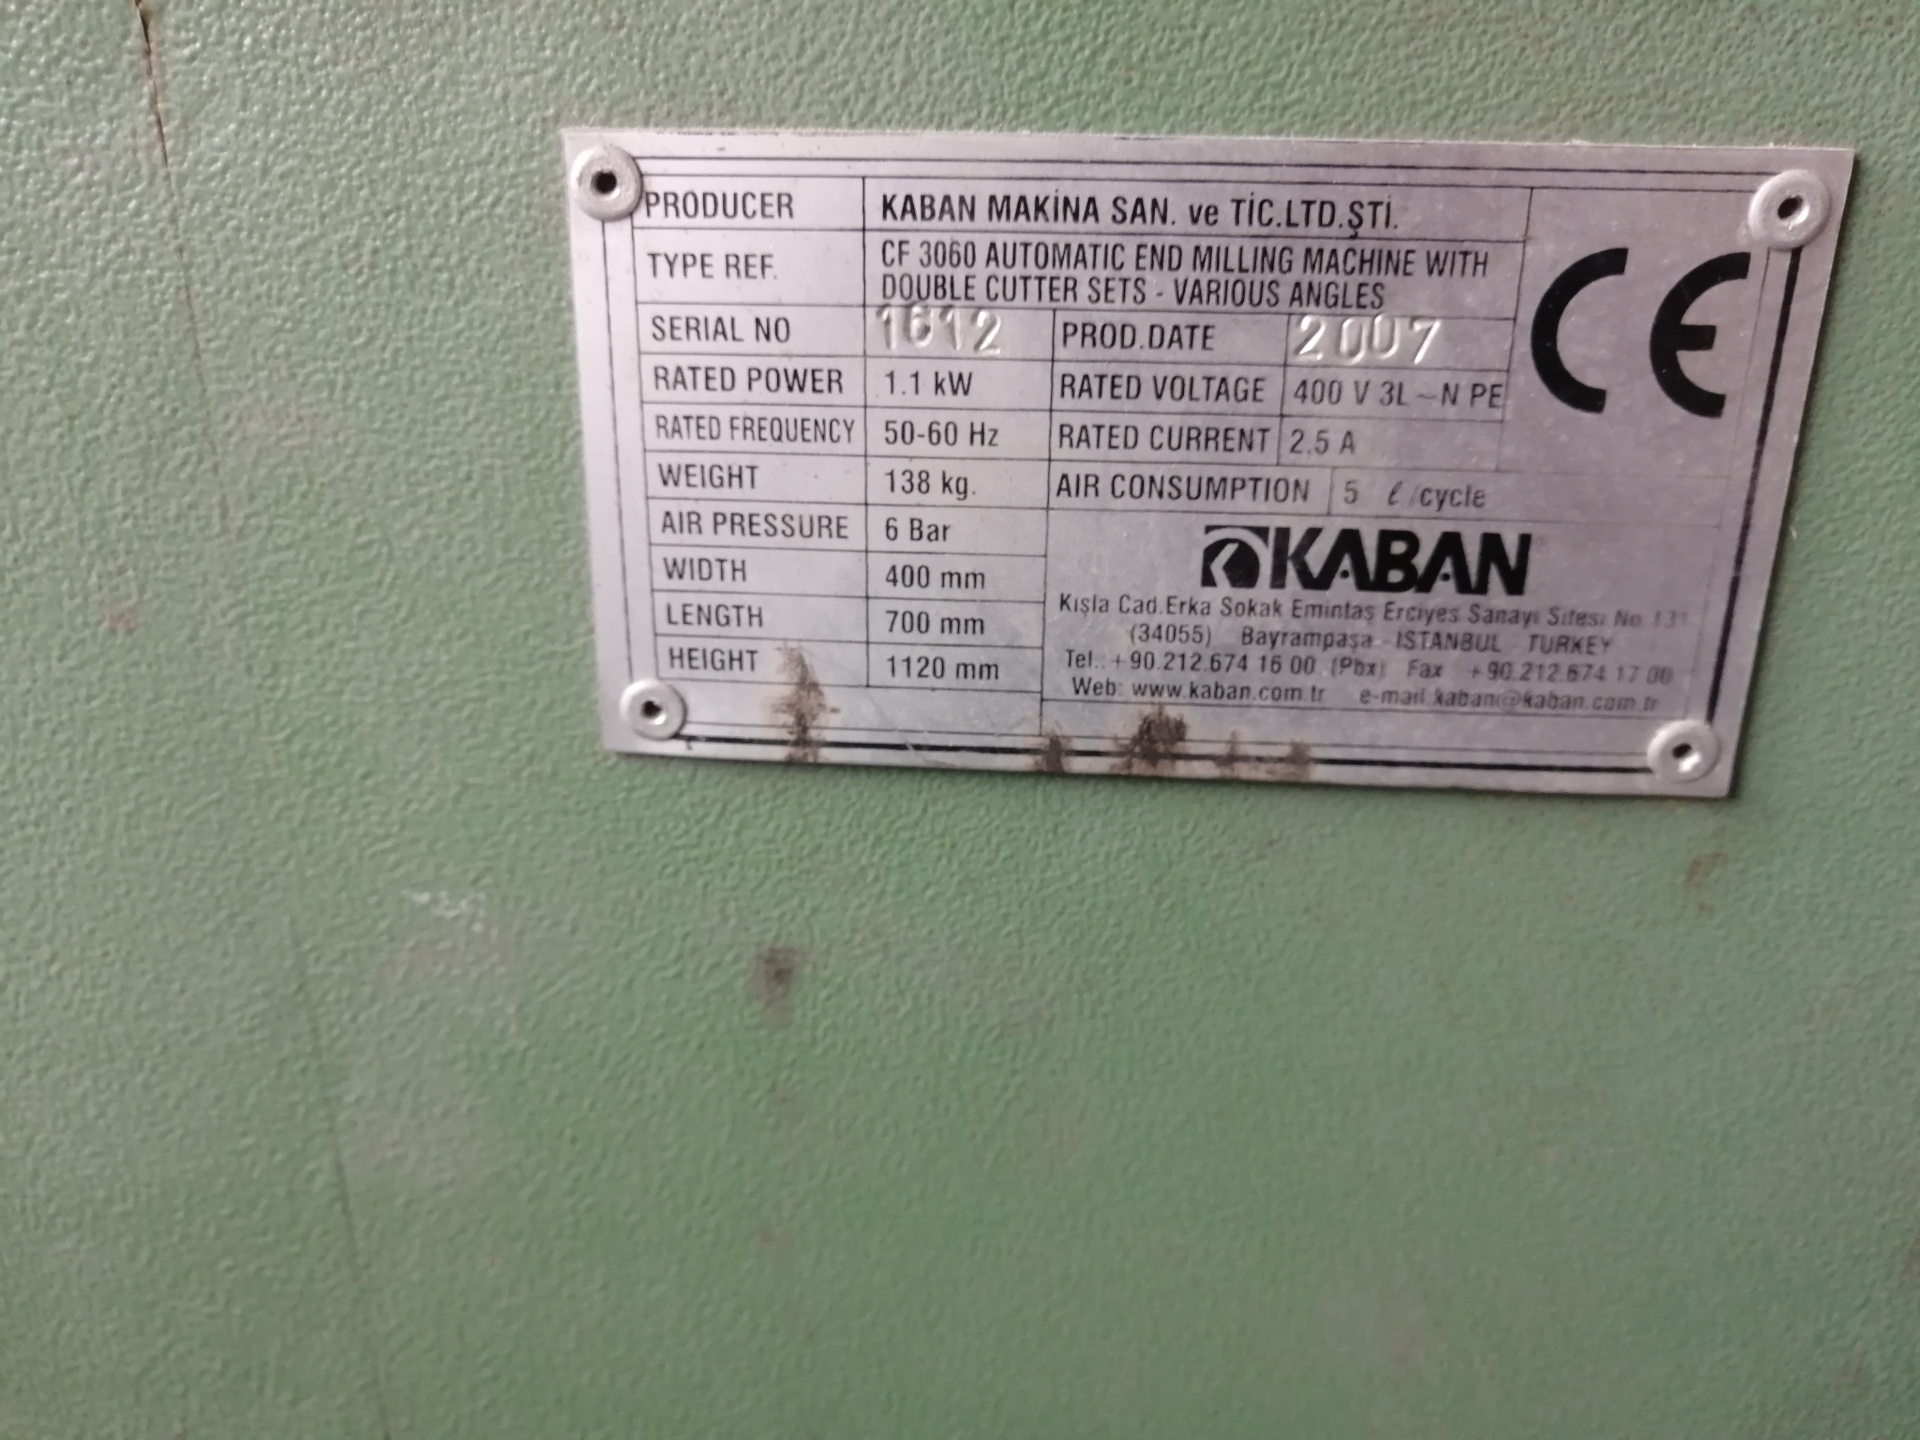 PRODUCER KABAN MAKİNA SAN. ve TİC.LTD.ŞTİ.
TYPE REF. CF 3060 AUTOMATIC END MILLING MACHINE WITH
DOUBLE CUTTER SETS - VARIOUS ANGLES
SERIAL NO 1612 PROD.DATE 2007
RATED POWER 1.1 kW RATED VOLTAGE 400 V 3L ~ N PE
RATED FREQUENCY 50-60 Hz RATED CURRENT 2.5 A
WEIGHT 138 kg. AIR CONSUMPTION 5 ℓ/cycle
AIR PRESSURE 6 Bar
WIDTH 400 mm
LENGTH 700 mm
HEIGHT 1120 mm
CE
KABAN
Kışla Cad.Erka Sokak Emintaş Erciyes Sanayi Sitesi No 131
(34055) Bayrampaşa - ISTANBUL TURKEY
Tel.: +90.212.674 16 00 (Pbx) Fax +90.212.674 17 00
Web: www.kaban.com.tr e-mail:kaban@kaban.com.tr